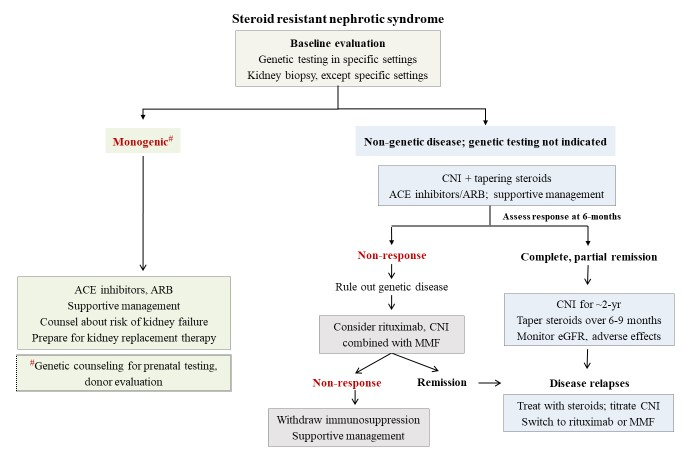 Steroid resistant nephrotic syndrome
Baseline evaluation
Genetic testing in specific settings
Kidney biopsy, except specific settings
Monogenic#
Non-genetic disease; genetic testing not indicated
CNI + tapering steroids
ACE inhibitors/ARB; supportive management
Assess response at 6-months
Non-response
Complete, partial remission
Rule out genetic disease
ACE inhibitors, ARB
Supportive management
Counsel about risk of kidney failure
Prepare for kidney replacement therapy
#Genetic counseling for prenatal testing,
donor evaluation
Consider rituximab, CNI
combined with MMF
CNI for ~2-yr
Taper steroids over 6-9 months
Monitor eGFR, adverse effects
Non-response
Remission
Disease relapses
Withdraw immunosuppression
Supportive management
Treat with steroids; titrate CNI
Switch to rituximab or MMF